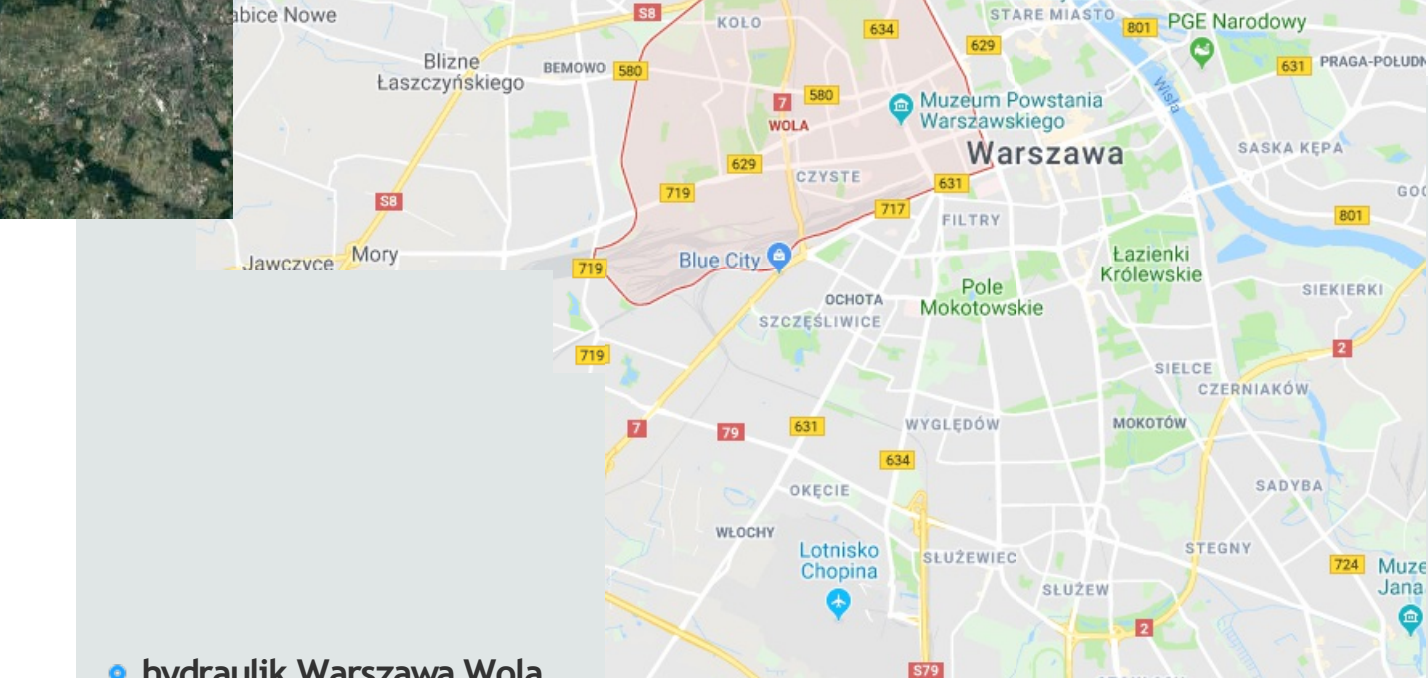 abice Nowe
S8
KOŁO
634
STARE MIASTO
801
PGE Narodowy
629
Blizne
Łaszczyńskiego
BEMOWO
580
631
7
580
WOLA
Muzeum Powstania
Warszawskiego
Wisła
Warszawa
SASKA KĘPA
629
CZYSTE
719
631
S8
717
FILTRY
801
Jawczyce
Mory
719
Blue City
Łazienki
Królewskie
OCHOTA
Pole
Mokotowskie
SIEKIERKI
SZCZĘŚLIWICE
719
2
SIELCE
CZERNIAKÓW
7
79
631
WYGLĘDÓW
MOKOTÓW
634
OKĘCIE
SADYBA
WŁOCHY
Lotnisko
Chopina
SŁUŻEWIEC
STEGNY
724
Muze
Jana
SŁUŻEW
2
S79
hydraulik Warszawa Wola